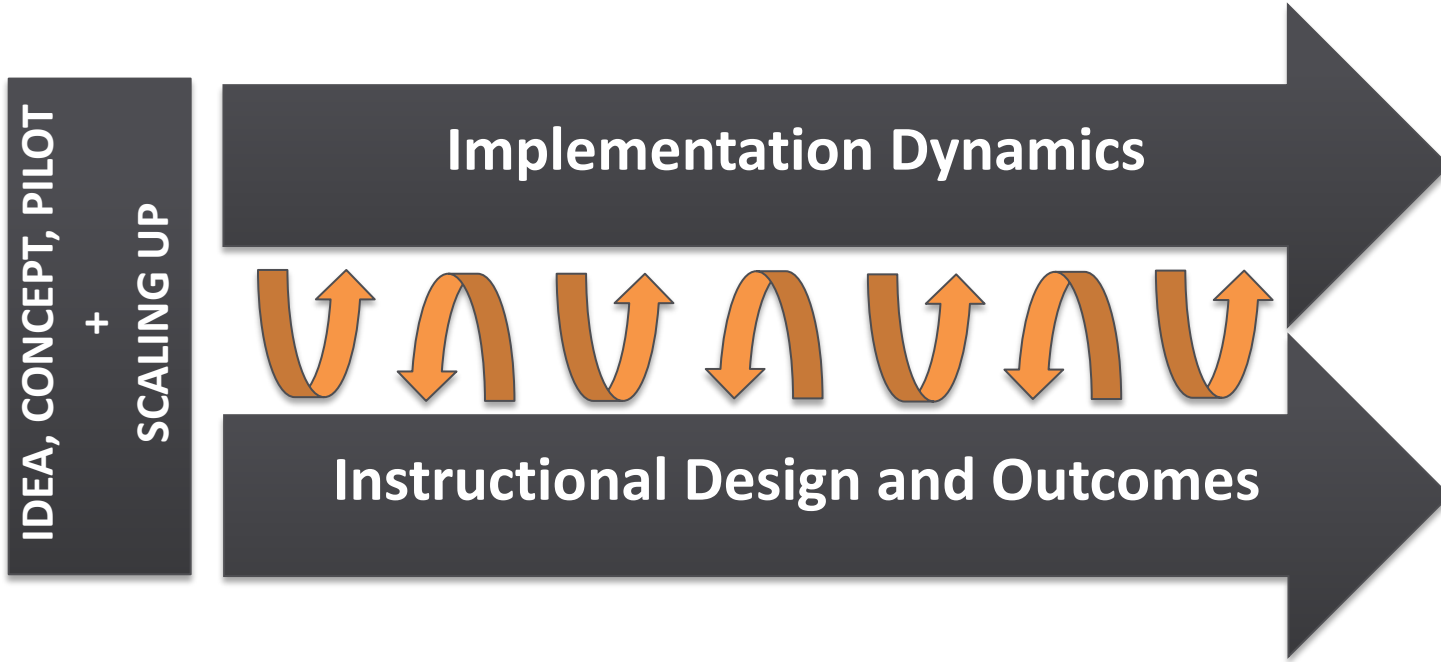 IDEA, CONCEPT, PILOT
+
SCALING UP
Implementation Dynamics
Instructional Design and Outcomes